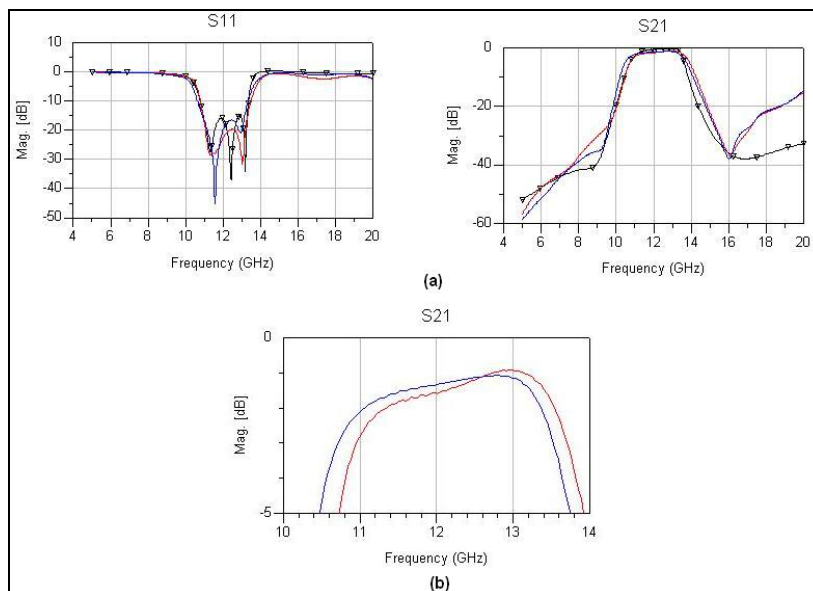 S11
10
0
-10
-20
-30
-40
-50
Mag. [dB]
4 6 8 10 12 14 16 18 20
Frequency (GHz)
S21
0
-20
-40
-60
Mag. [dB]
4 6 8 10 12 14 16 18 20
Frequency (GHz)
(a)
S21
0
-5
Mag. [dB]
10 11 12 13 14
Frequency (GHz)
(b)